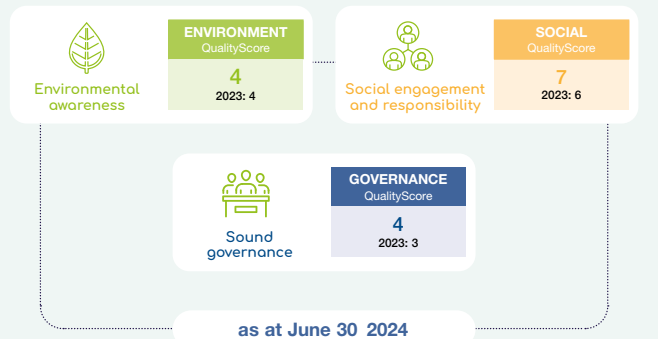 ENVIRONMENT
QualityScore
4
2023: 4
Environmental
awareness
SOCIAL
QualityScore
7
2023: 6
Social engagement
and responsibility
GOVERNANCE
QualityScore
4
2023: 3
Sound
governance
as at June 30 2024